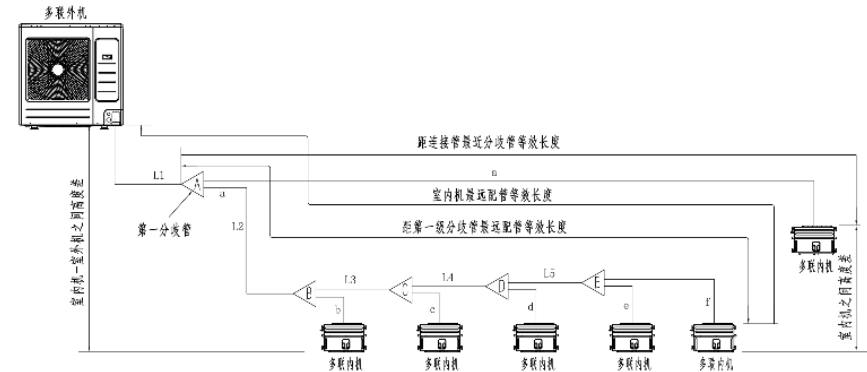 多联外机
距连接管最近分歧管等效长度
L1
A
a
n
第一分歧管
室内机最远配管等效长度
L2
距第一级分歧管最远配管等效长度
室内机-室外机之间高度差
多联内机
室内机之间高度差
B
L3
C
L4
D
L5
E
b
c
d
e
f
多联内机
多联内机
多联内机
多联内机
多联内机